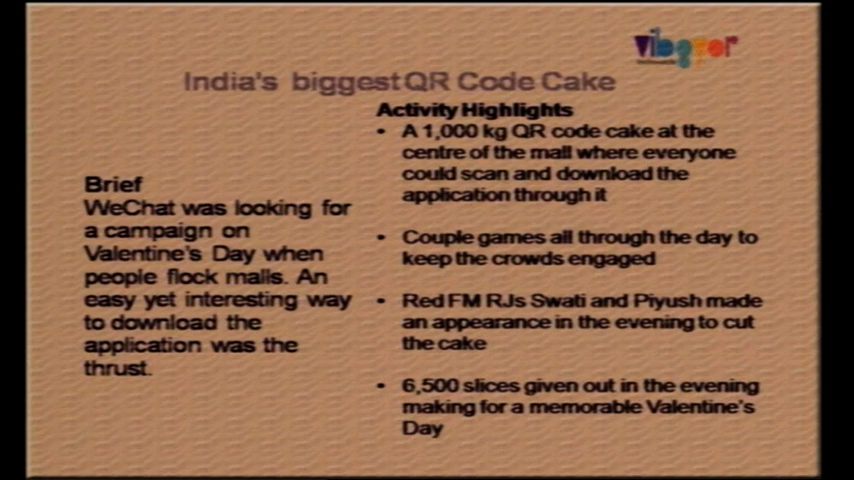 vibgyor
India's biggest QR Code Cake
Brief
WeChat was looking for
a campaign on
Valentine's Day when
people flock malls. An
easy yet interesting way
to download the
application was the
thrust.
Activity Highlights
• A 1,000 kg QR code cake at the
centre of the mall where everyone
could scan and download the
application through it
• Couple games all through the day to
keep the crowds engaged
• Red FM RJs Swati and Piyush made
an appearance in the evening to cut
the cake
• 6,500 slices given out in the evening
making for a memorable Valentine's
Day